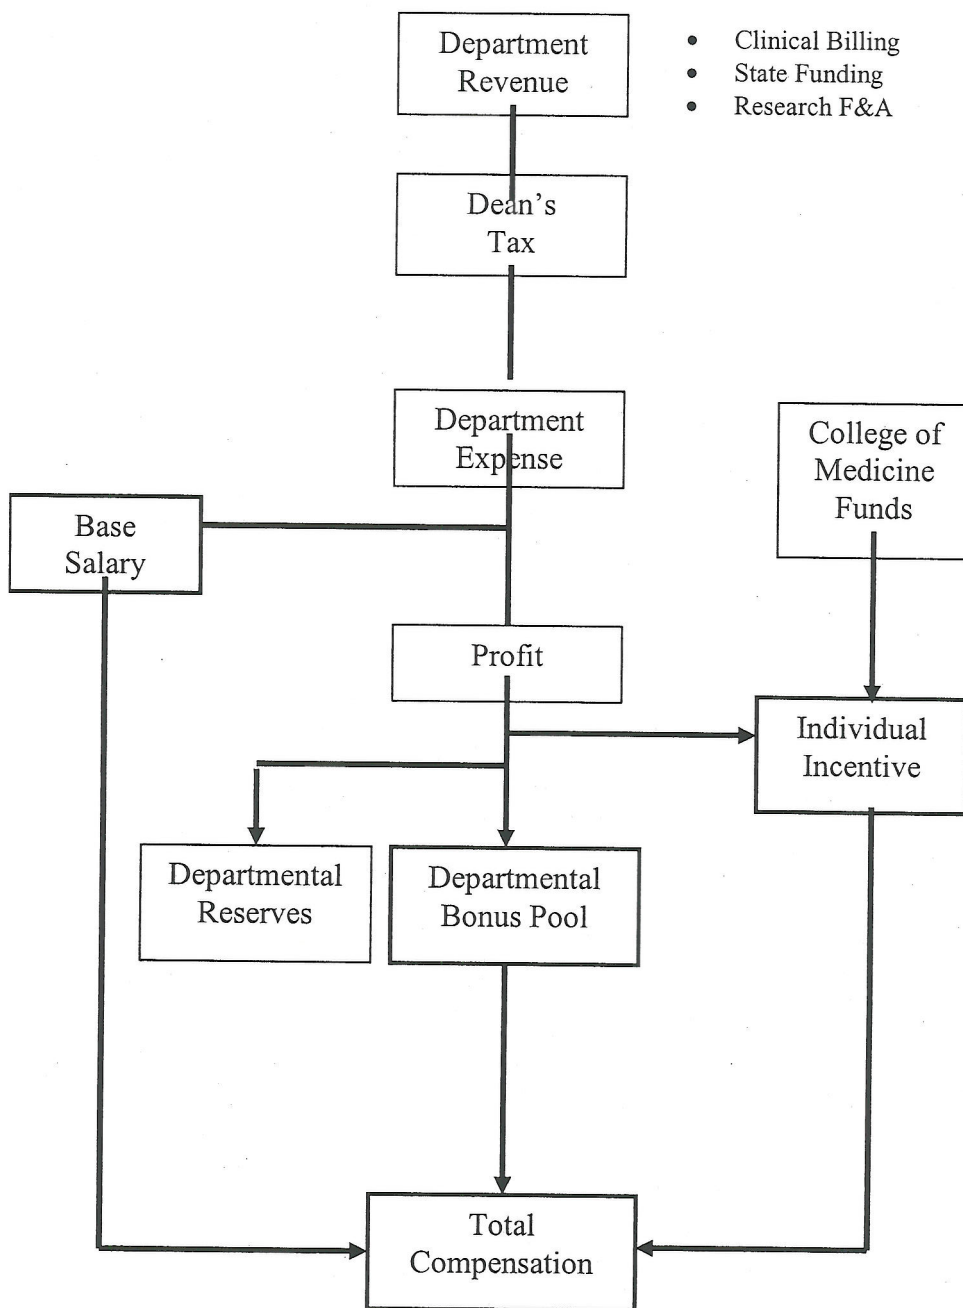 Department
Revenue
• Clinical Billing
• State Funding
• Research F&A
Dean's
Tax
Department
Expense
College of
Medicine
Funds
Base
Salary
Profit
Individual
Incentive
Departmental
Reserves
Departmental
Bonus Pool
Total
Compensation